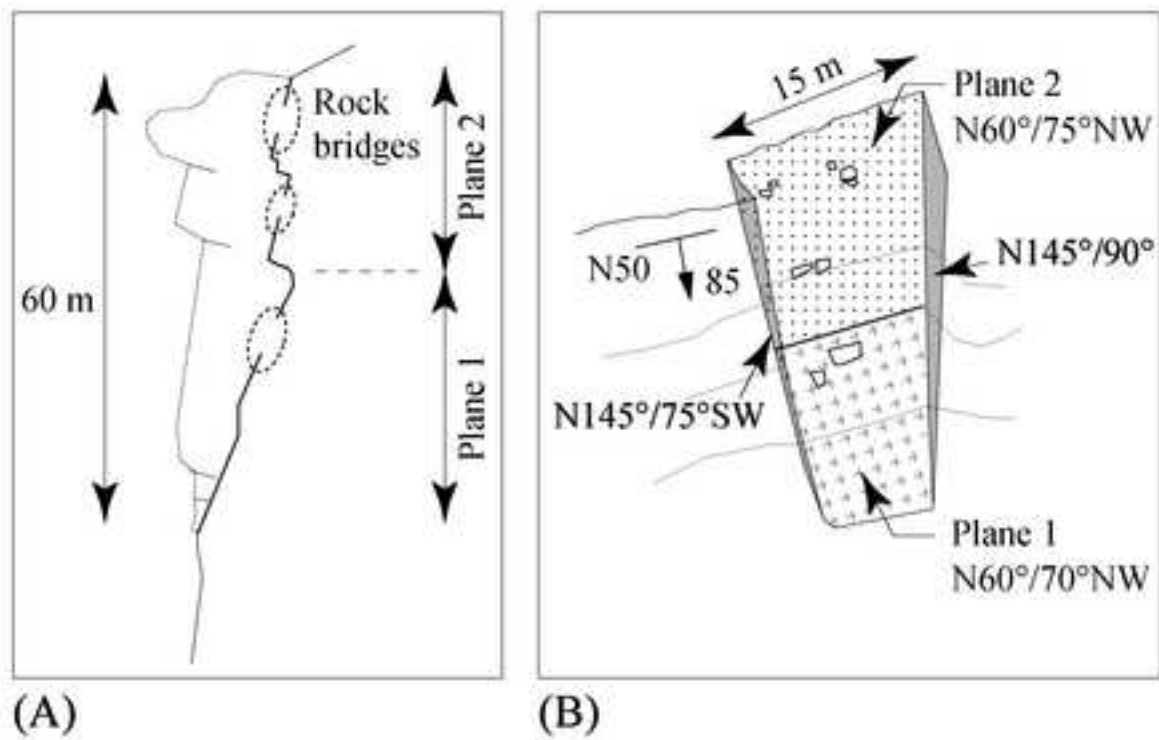 Rock
bridges
60 m
Plane 2
Plane 1
(A)
15 m
Plane 2
N60°/75°NW
N50
85
N145°/90°
N145°/75°SW
Plane 1
N60°/70°NW
(B)